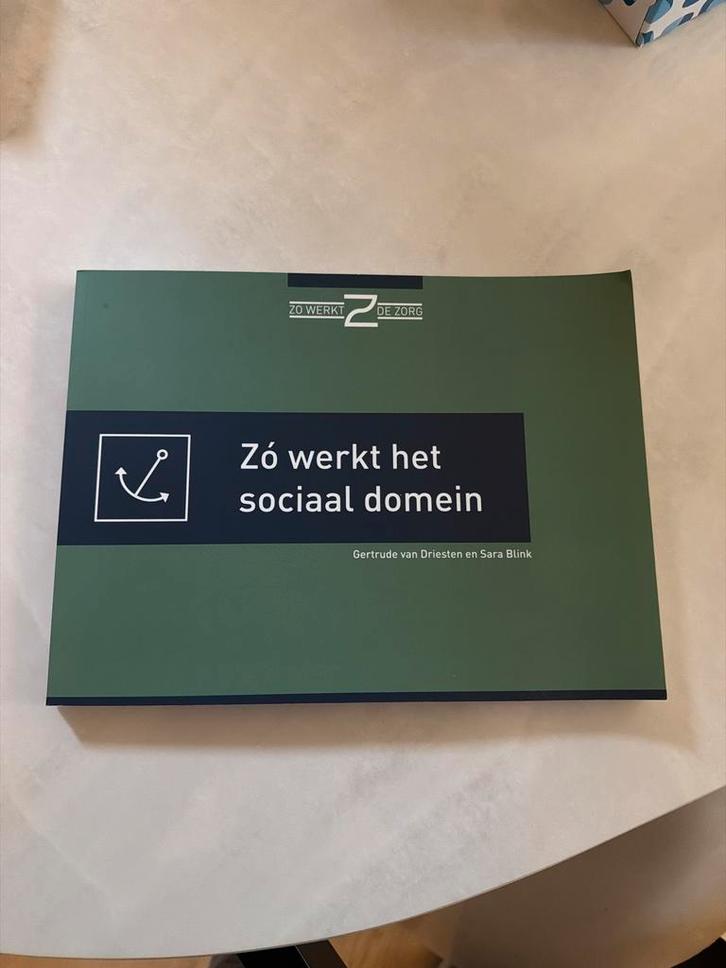 ZO WERKT Z DE ZORG
Zó werkt het
sociaal domein
Gertrude van Driesten en Sara Blink